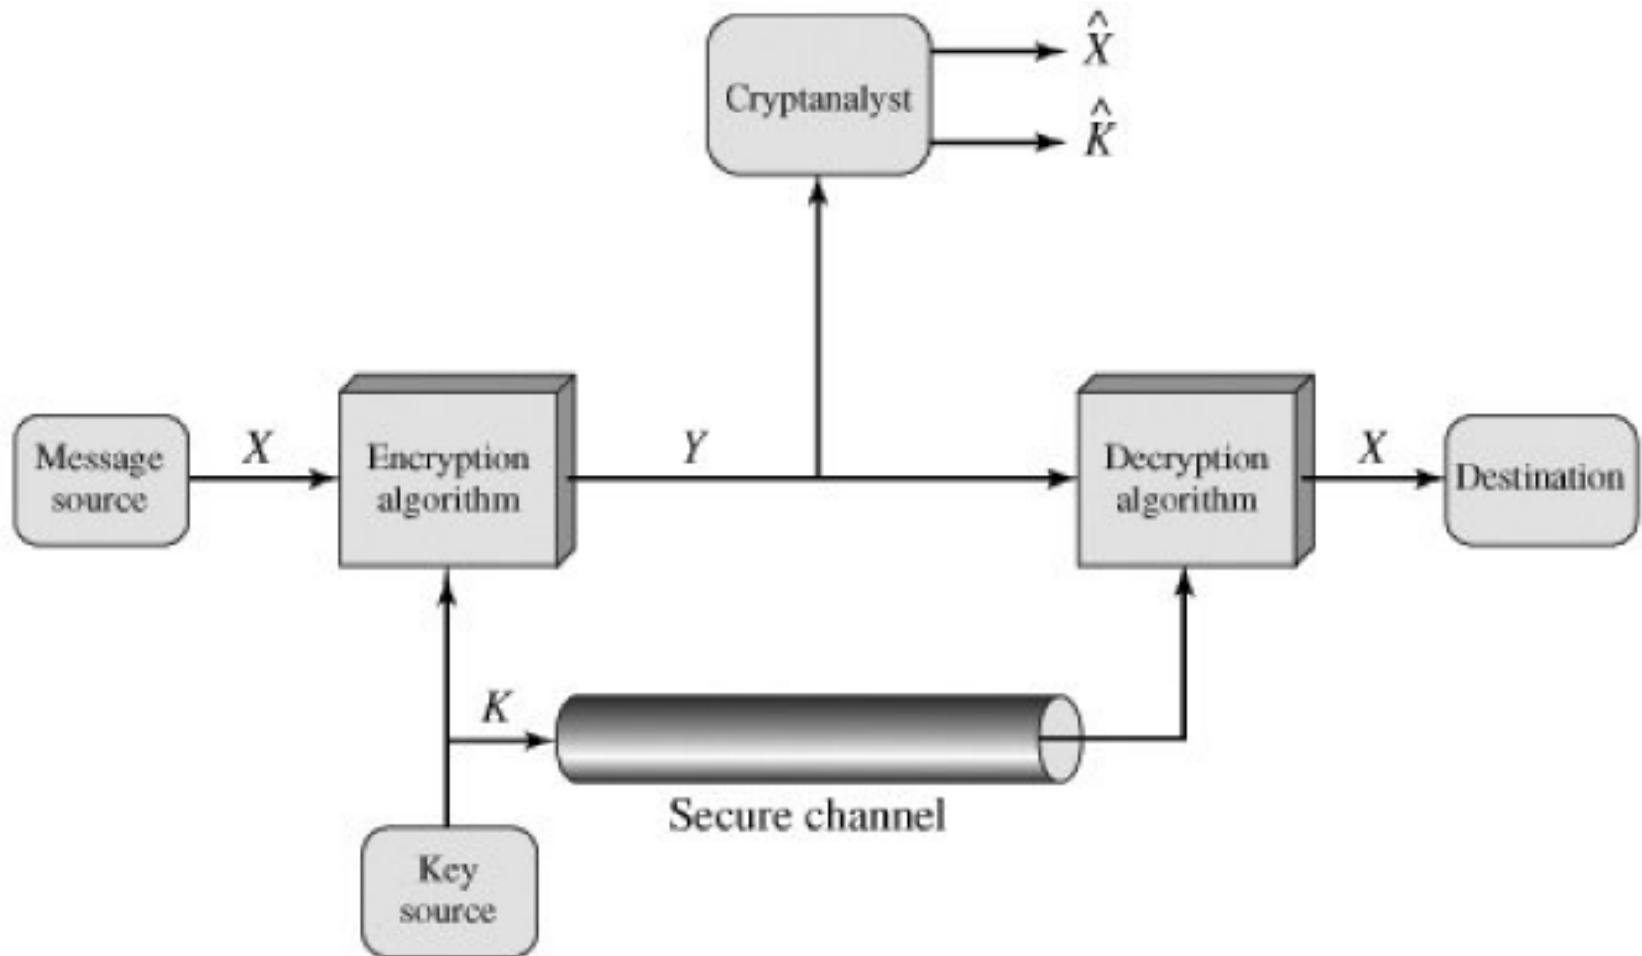 X̂
Cryptanalyst
K̂
Message
source
X
Encryption
algorithm
Y
Decryption
algorithm
X
Destination
K
Secure channel
Key
source